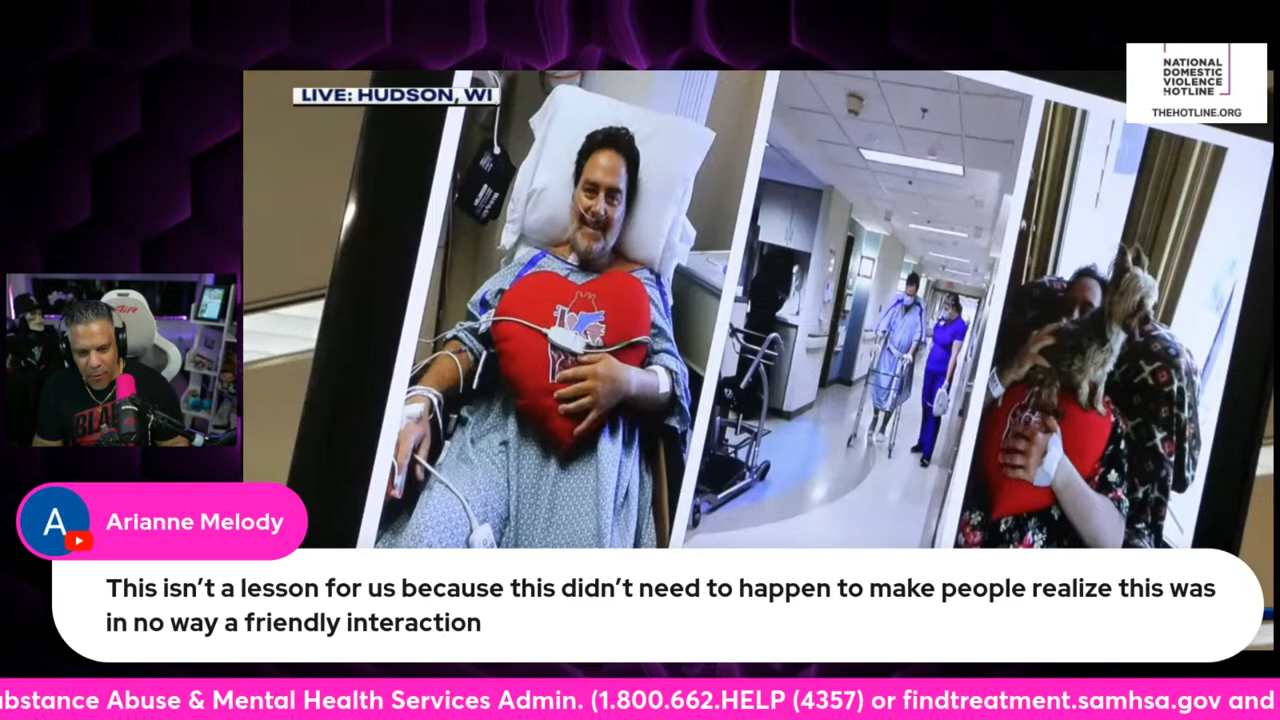 LIVE: HUDSON, WI
NATIONAL
DOMESTIC
VIOLENCE
HOTLINE
THEHOTLINE.ORG
A
Arianne Melody
This isn’t a lesson for us because this didn’t need to happen to make people realize this was
in no way a friendly interaction
bstance Abuse & Mental Health Services Admin. (1.800.662.HELP (4357) or findtreatment.samhsa.gov and